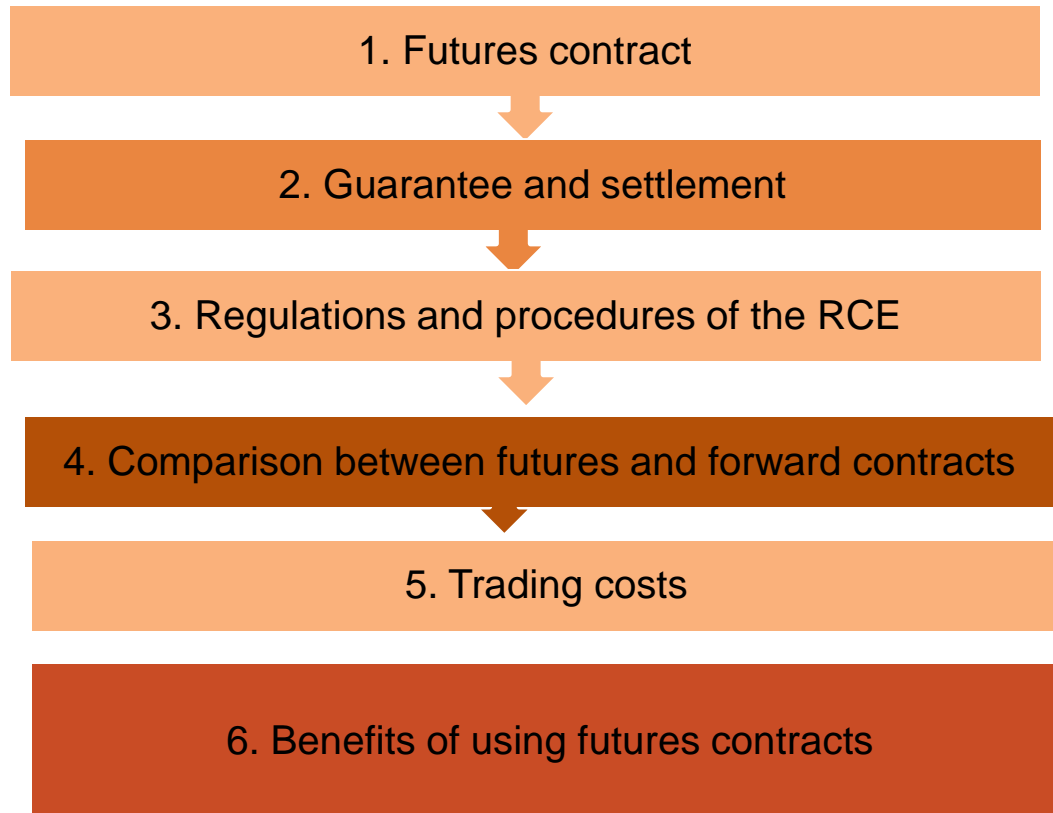 1. Futures contract
2. Guarantee and settlement
3. Regulations and procedures of the RCE
4. Comparison between futures and forward contracts
5. Trading costs
6. Benefits of using futures contracts